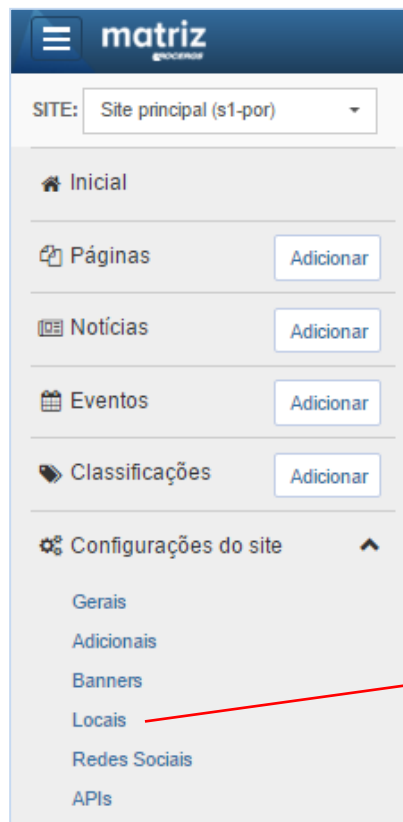 matriz
SITE: Site principal (s1-por)
Inicial
Páginas Adicionar
Notícias Adicionar
Eventos Adicionar
Classificações Adicionar
Configurações do site
Gerais
Adicionais
Banners
Locais
Redes Sociais
APIs